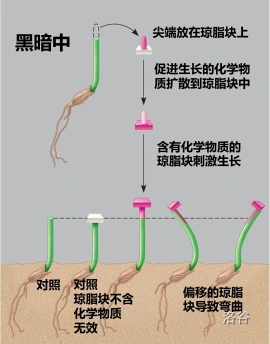 黑暗中
尖端放在琼脂块上
促进生长的化学物
质扩散到琼脂块中
含有化学物质的
琼脂块刺激生长
对照
对照
琼脂块不含
化学物质
无效
偏移的琼脂
块导致弯曲
洛谷